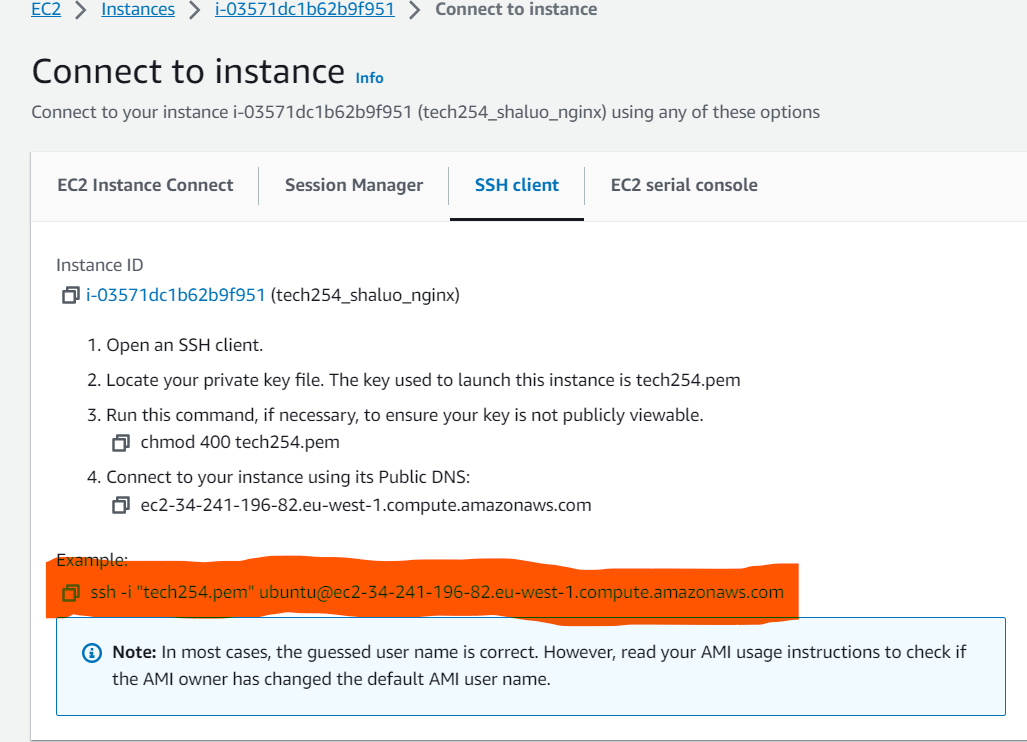 EC2 > Instances > i-03571dc1b62b9f951 > Connect to instance
Connect to instance Info
Connect to your instance i-03571dc1b62b9f951 (tech254_shaluo_nginx) using any of these options
EC2 Instance Connect Session Manager SSH client EC2 serial console
Instance ID
i-03571dc1b62b9f951 (tech254_shaluo_nginx)
1. Open an SSH client.
2. Locate your private key file. The key used to launch this instance is tech254.pem
3. Run this command, if necessary, to ensure your key is not publicly viewable.
chmod 400 tech254.pem
4. Connect to your instance using its Public DNS:
ec2-34-241-196-82.eu-west-1.compute.amazonaws.com
Example:
ssh -i "tech254.pem" ubuntu@ec2-34-241-196-82.eu-west-1.compute.amazonaws.com
Note: In most cases, the guessed user name is correct. However, read your AMI usage instructions to check if
the AMI owner has changed the default AMI user name.